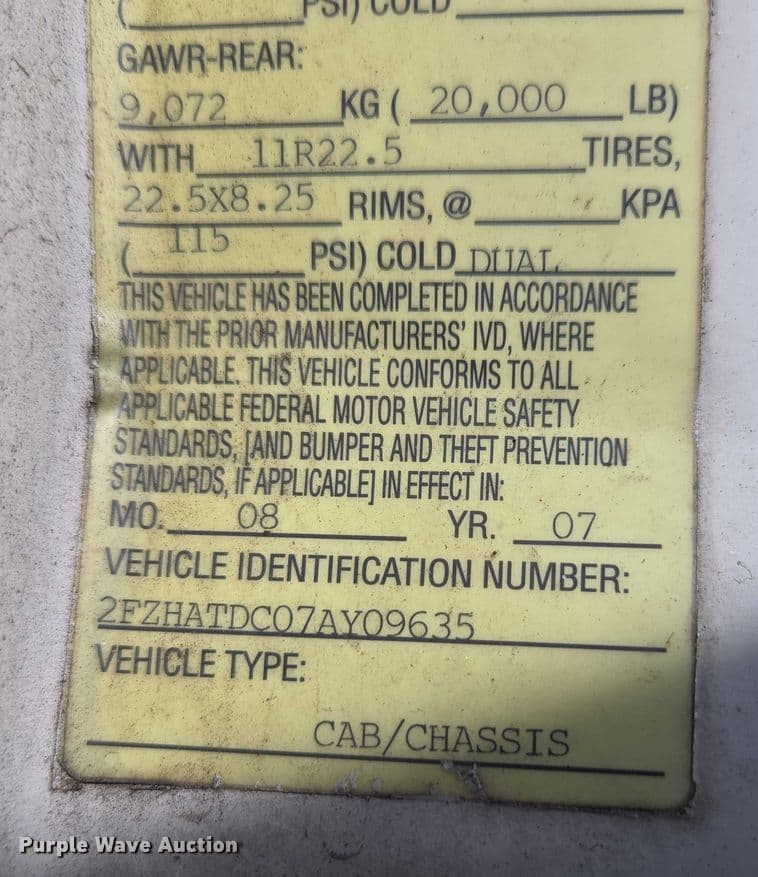 ( PSI) COLD
GAWR-REAR:
9,072 KG ( 20,000 LB)
WITH 11R22.5 TIRES,
22.5X8.25 RIMS, @ KPA
( 115 PSI) COLD DUAL
THIS VEHICLE HAS BEEN COMPLETED IN ACCORDANCE
WITH THE PRIOR MANUFACTURERS' IVD, WHERE
APPLICABLE. THIS VEHICLE CONFORMS TO ALL
APPLICABLE FEDERAL MOTOR VEHICLE SAFETY
STANDARDS, [AND BUMPER AND THEFT PREVENTION
STANDARDS, IF APPLICABLE] IN EFFECT IN:
MO. 08 YR. 07
VEHICLE IDENTIFICATION NUMBER:
2FZHATDC07AY09635
VEHICLE TYPE:
CAB/CHASSIS
Purple Wave Auction